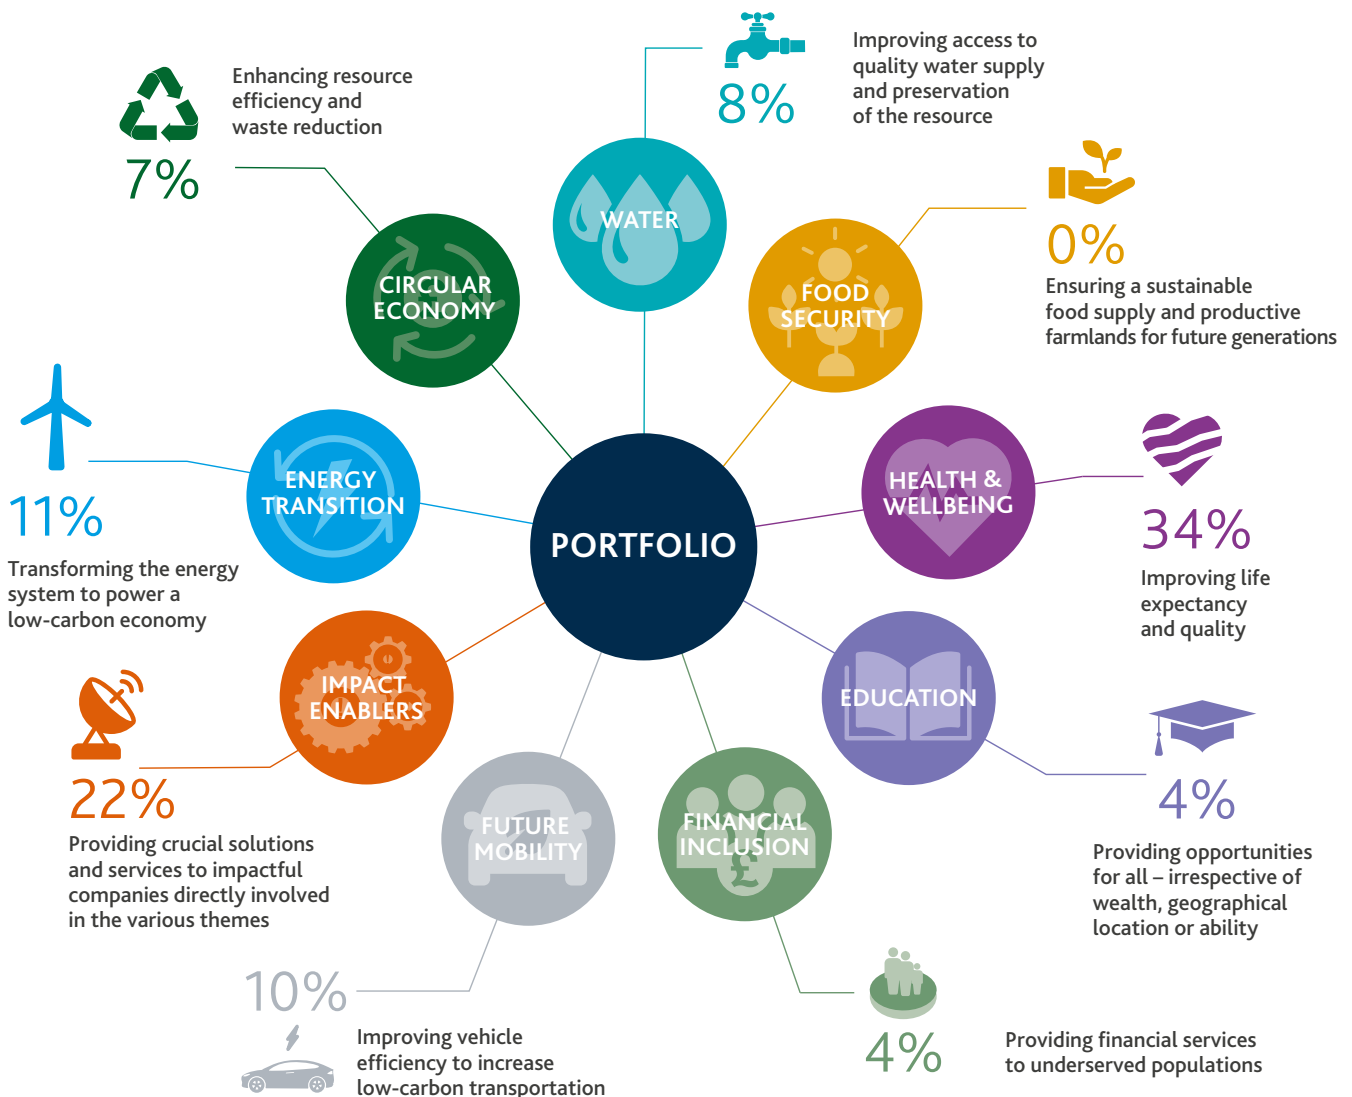 Improving access to
quality water supply
and preservation
of the resource
8%
Enhancing resource
efficiency and
waste reduction
7%
WATER
0%
Ensuring a sustainable
food supply and productive
farmlands for future generations
CIRCULAR
ECONOMY
FOOD
SECURITY
ENERGY
TRANSITION
11%
Transforming the energy
system to power a
low-carbon economy
HEALTH &
WELLBEING
34%
Improving life
expectancy
and quality
PORTFOLIO
IMPACT
ENABLERS
22%
Providing crucial solutions
and services to impactful
companies directly involved
in the various themes
EDUCATION
4%
Providing opportunities
for all – irrespective of
wealth, geographical
location or ability
FUTURE
MOBILITY
10%
Improving vehicle
efficiency to increase
low-carbon transportation
FINANCIAL
INCLUSION
£
4%
Providing financial services
to underserved populations